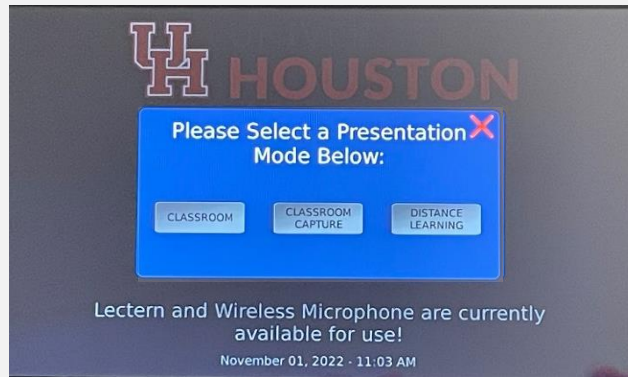 UH
HOUSTON
Please Select a Presentation
Mode Below:
CLASSROOM
CLASSROOM
CAPTURE
DISTANCE
LEARNING
Lectern and Wireless Microphone are currently
available for use!
November 01, 2022 - 11:03 AM